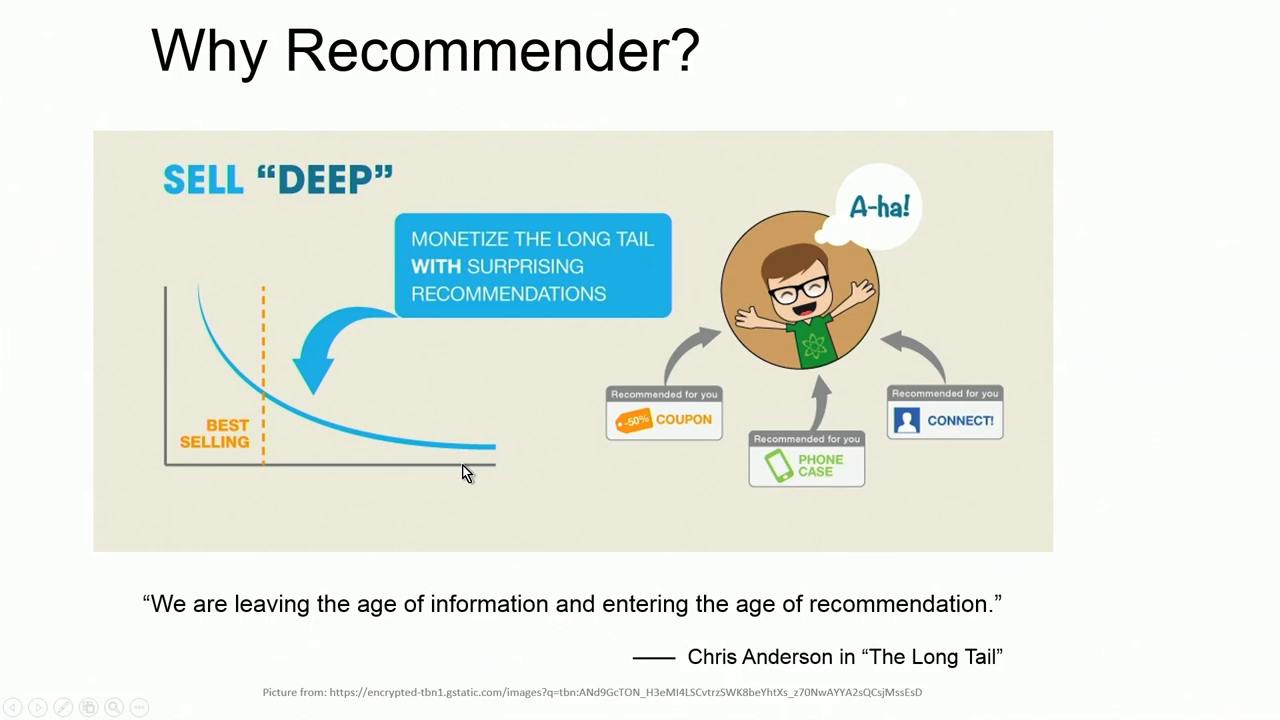 Why Recommender?
SELL “DEEP”
MONETIZE THE LONG TAIL
WITH SURPRISING
RECOMMENDATIONS
BEST
SELLING
A-ha!
Recommended for you
-50% COUPON
Recommended for you
PHONE
CASE
Recommended for you
CONNECT!
“We are leaving the age of information and entering the age of recommendation.”
—— Chris Anderson in “The Long Tail”
Picture from: https://encrypted-tbn1.gstatic.com/images?q=tbn:ANd9GcTON_H3eMI4LSCvtrzSWK8beYhtXs_z70NwAYYA2sQCsjMssEsD